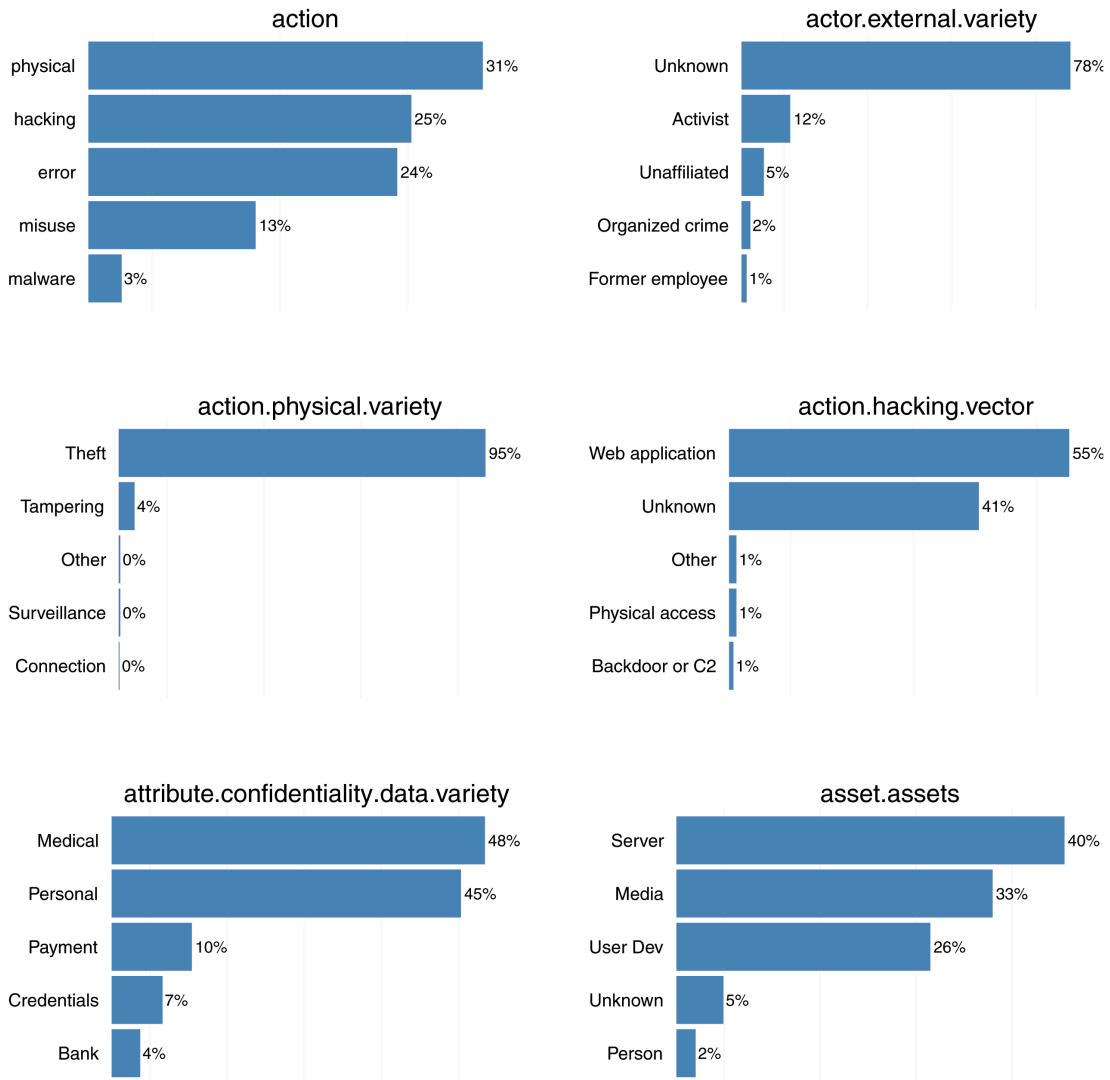 action
physical 31%
hacking 25%
error 24%
misuse 13%
malware 3%
actor.external.variety
Unknown 78%
Activist 12%
Unaffiliated 5%
Organized crime 2%
Former employee 1%
action.physical.variety
Theft 95%
Tampering 4%
Other 0%
Surveillance 0%
Connection 0%
action.hacking.vector
Web application 55%
Unknown 41%
Other 1%
Physical access 1%
Backdoor or C2 1%
attribute.confidentiality.data.variety
Medical 48%
Personal 45%
Payment 10%
Credentials 7%
Bank 4%
asset.assets
Server 40%
Media 33%
User Dev 26%
Unknown 5%
Person 2%